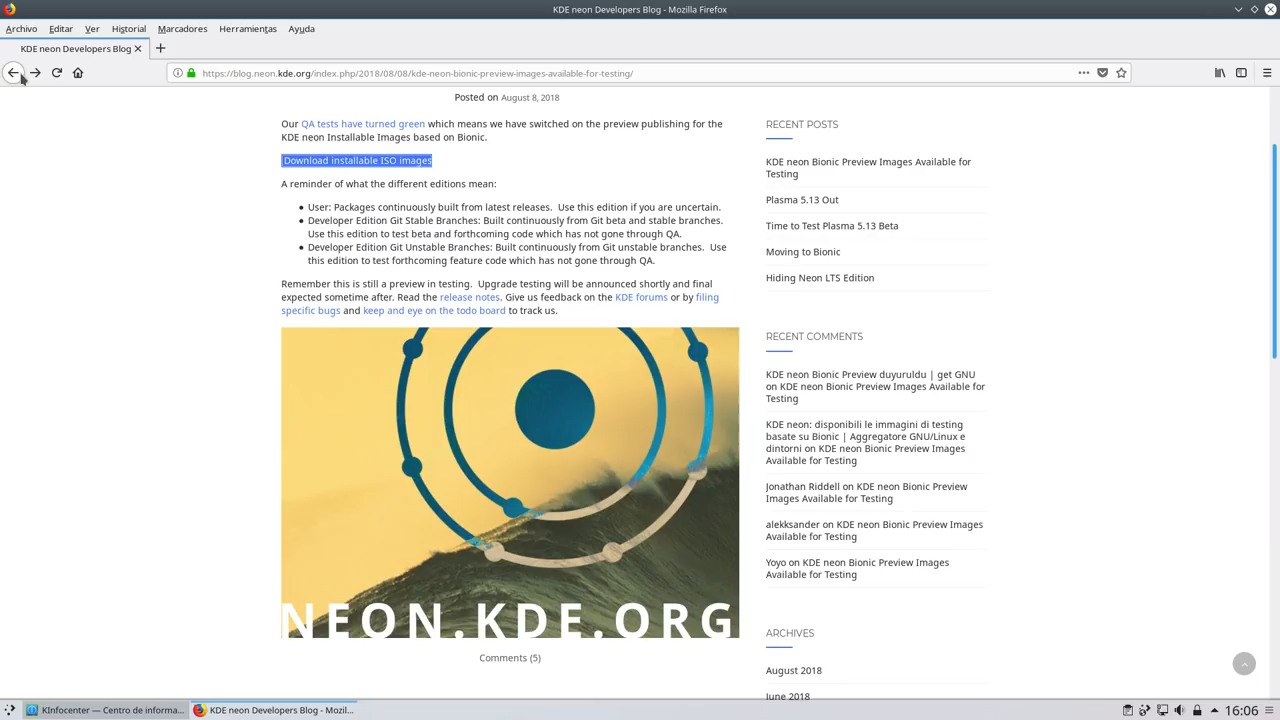 KDE neon Developers Blog - Mozilla Firefox
Archivo Editar Ver Historial Marcadores Herramientas Ayuda
KDE neon Developers Blog
https://blog.neon.kde.org/index.php/2018/08/08/kde-neon-bionic-preview-images-available-for-testing/
Posted on August 8, 2018
Our QA tests have turned green which means we have switched on the preview publishing for the
KDE neon Installable Images based on Bionic.
Download installable ISO images
A reminder of what the different editions mean:
User: Packages continuously built from latest releases.  Use this edition if you are uncertain.
Developer Edition Git Stable Branches: Built continuously from Git beta and stable branches.
Use this edition to test beta and forthcoming code which has not gone through QA.
Developer Edition Git Unstable Branches: Built continuously from Git unstable branches.  Use
this edition to test forthcoming feature code which has not gone through QA.
Remember this is still a preview in testing.  Upgrade testing will be announced shortly and final
expected sometime after. Read the release notes. Give us feedback on the KDE forums or by filing
specific bugs and keep and eye on the todo board to track us.
NEON.KDE.ORG
Comments (5)
RECENT POSTS
KDE neon Bionic Preview Images Available for
Testing
Plasma 5.13 Out
Time to Test Plasma 5.13 Beta
Moving to Bionic
Hiding Neon LTS Edition
RECENT COMMENTS
KDE neon Bionic Preview duyuruldu | get GNU
on KDE neon Bionic Preview Images Available for
Testing
KDE neon: disponibili le immagini di testing
basate su Bionic | Aggregatore GNU/Linux e
dintorni on KDE neon Bionic Preview Images
Available for Testing
Jonathan Riddell on KDE neon Bionic Preview
Images Available for Testing
alekksander on KDE neon Bionic Preview Images
Available for Testing
Yoyo on KDE neon Bionic Preview Images
Available for Testing
ARCHIVES
August 2018
June 2018
KInfocenter — Centro de informa...
KDE neon Developers Blog - Mozil...
16:06